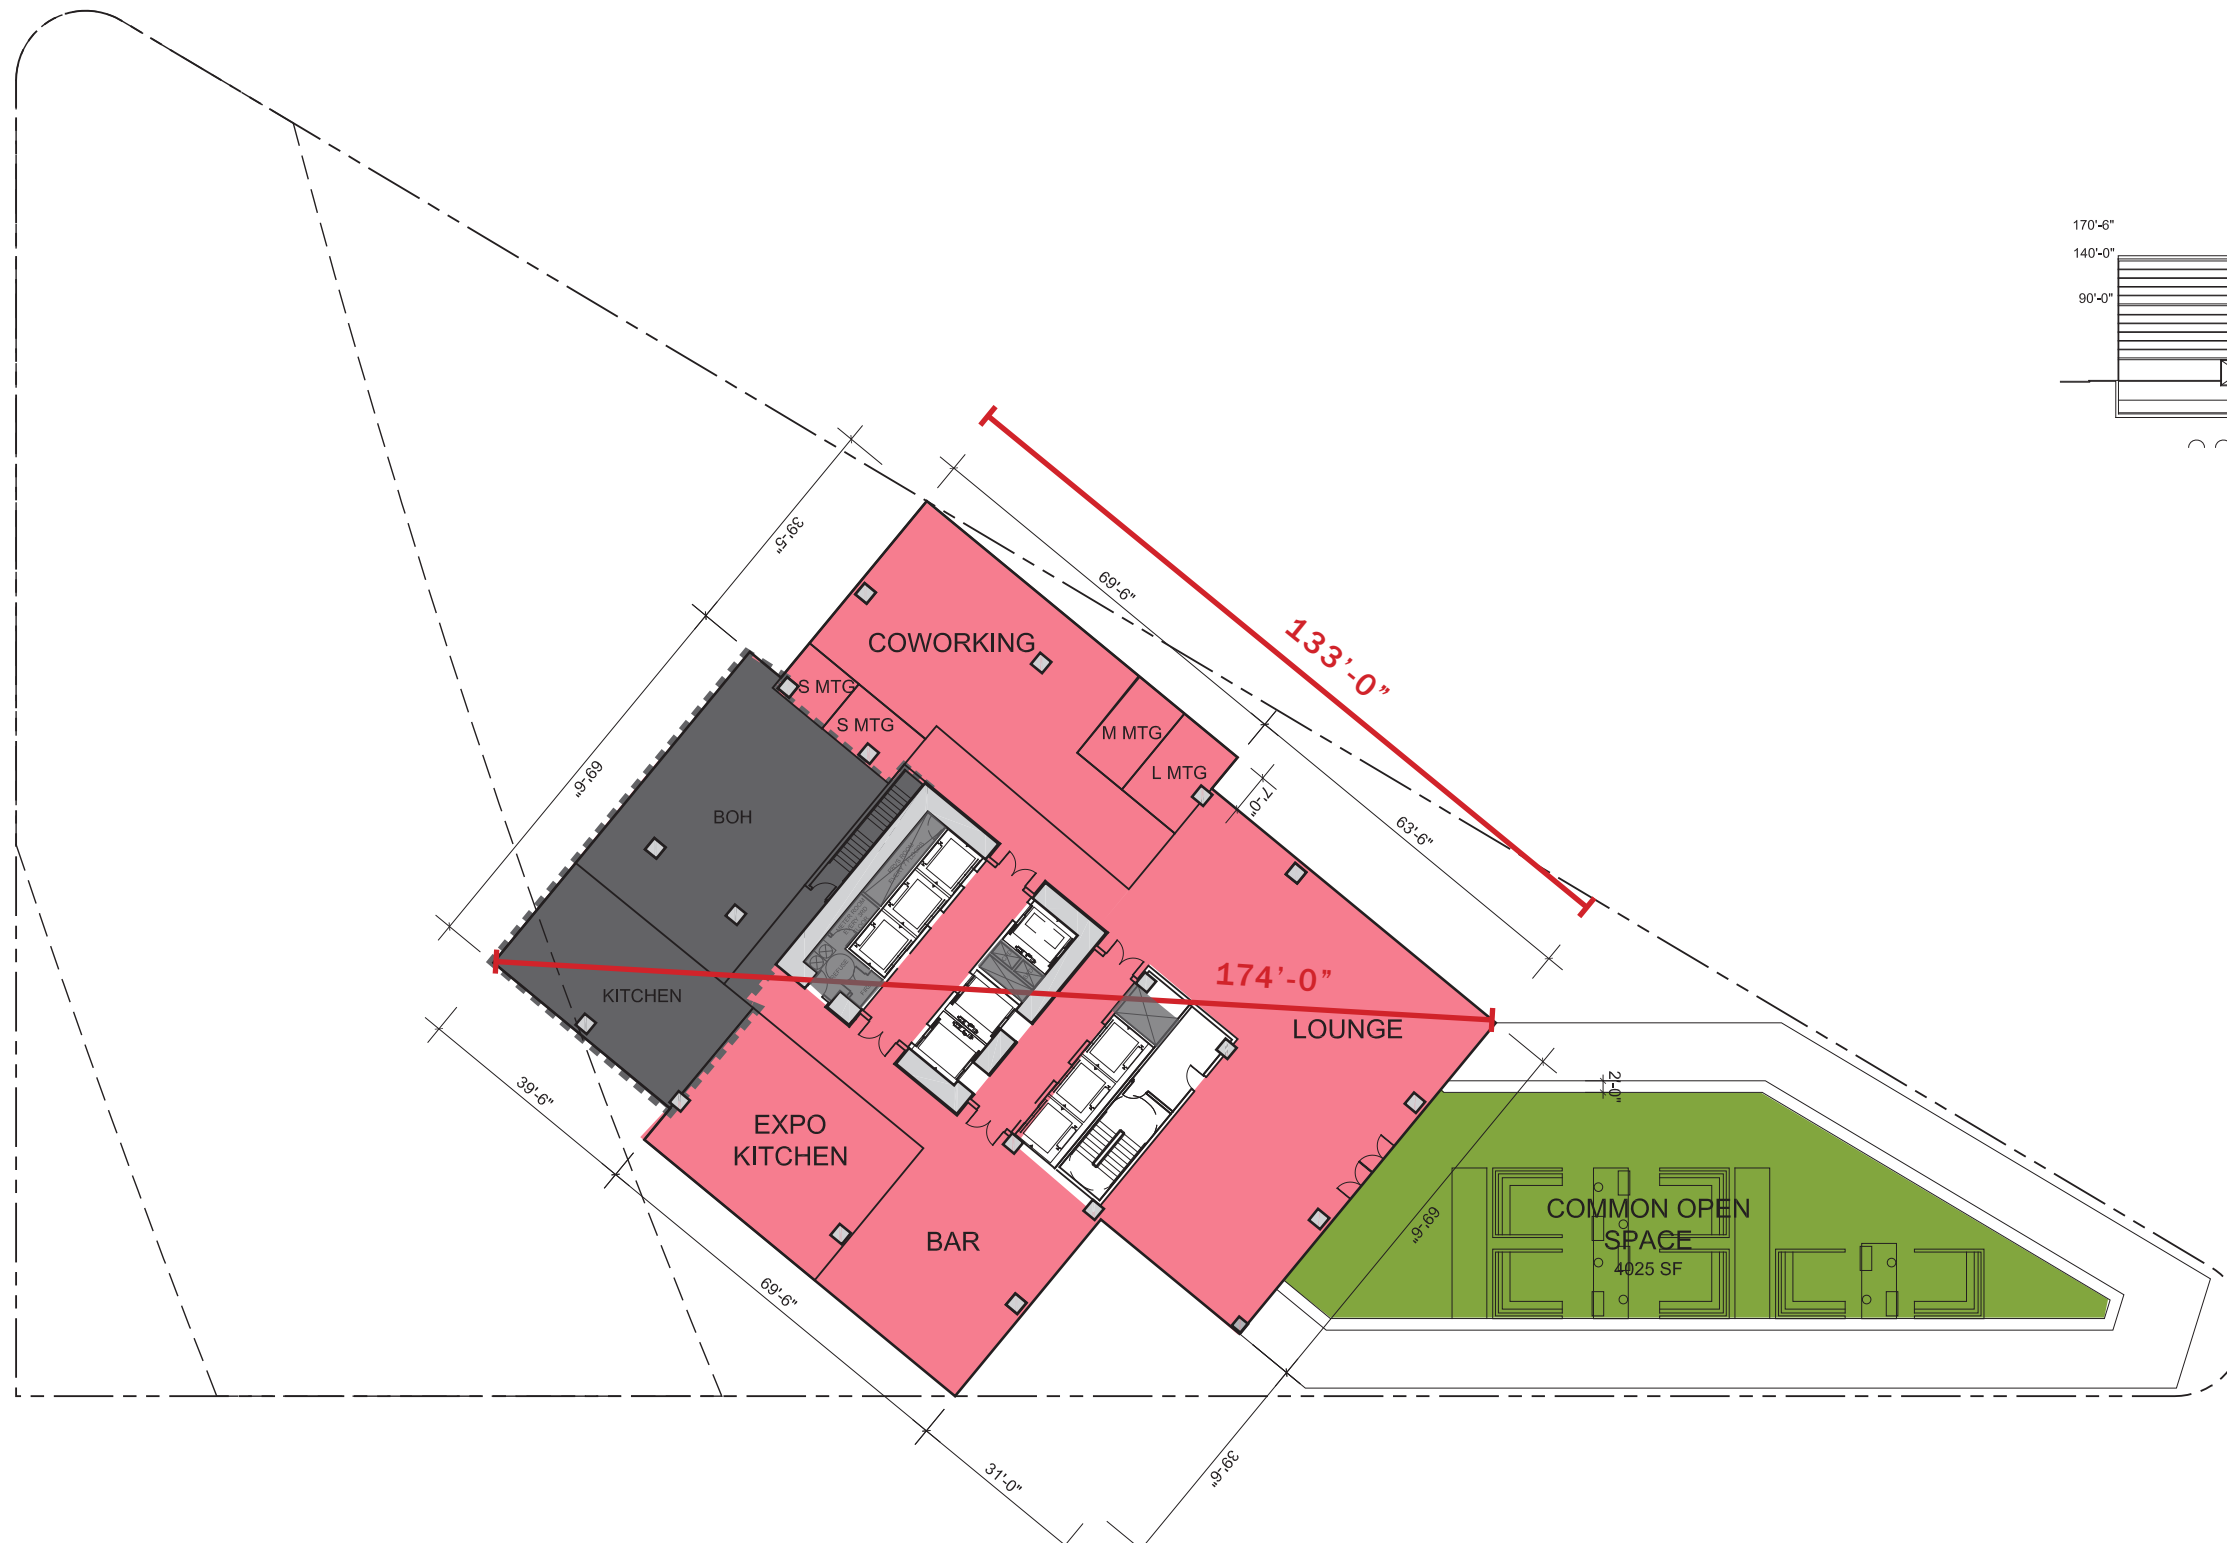 170'-6"
140'-0"
90'-0"
39'-5"
69'-6"
133'-0"
COWORKING
S MTG
S MTG
M MTG
L MTG
7'-0"
63'-6"
69'-6"
BOH
KITCHEN
174'-0"
LOUNGE
2'-0"
39'-6"
EXPO
KITCHEN
BAR
COMMON OPEN
SPACE
4025 SF
69'-6"
69'-6"
31'-0"
39'-6"